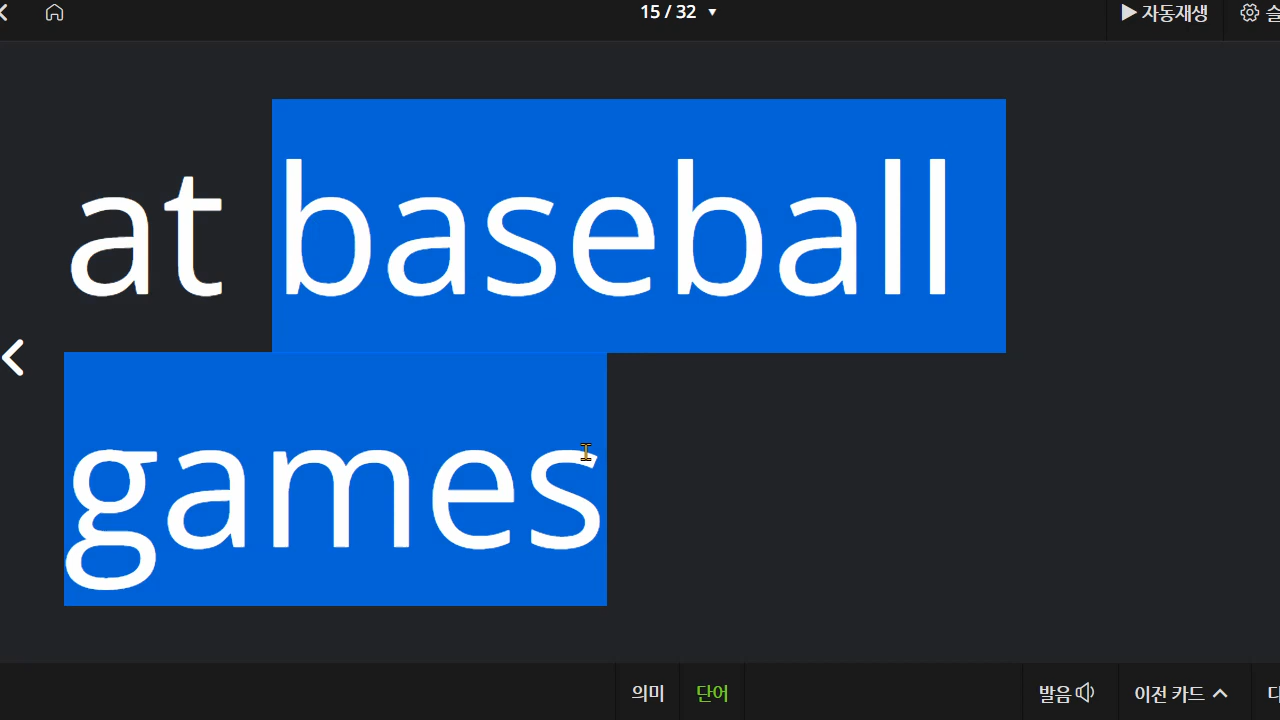 15 / 32 ▼
▶ 자동재생
at baseball
games
의미
단어
발음
이전 카드